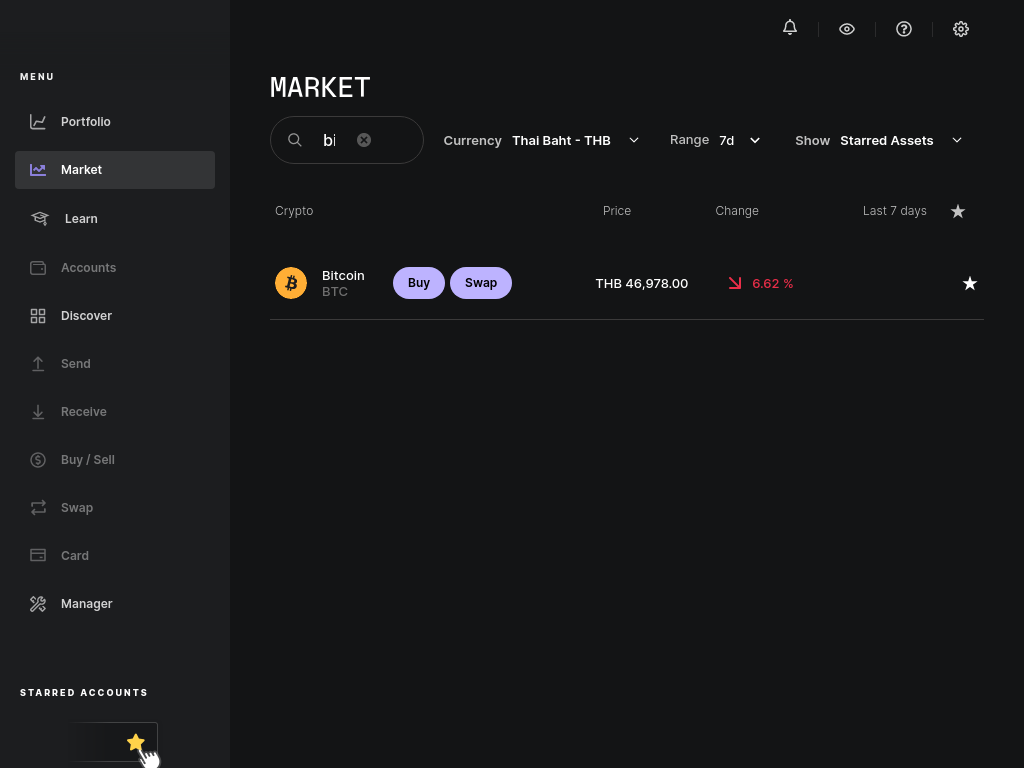 MENU
Portfolio
Market
Learn
Accounts
Discover
Send
Receive
Buy / Sell
Swap
Card
Manager
STARRED ACCOUNTS
MARKET
bi
Currency Thai Baht - THB
Range 7d
Show Starred Assets
Crypto Price Change Last 7 days
Bitcoin
BTC
Buy Swap
THB 46,978.00
6.62 %